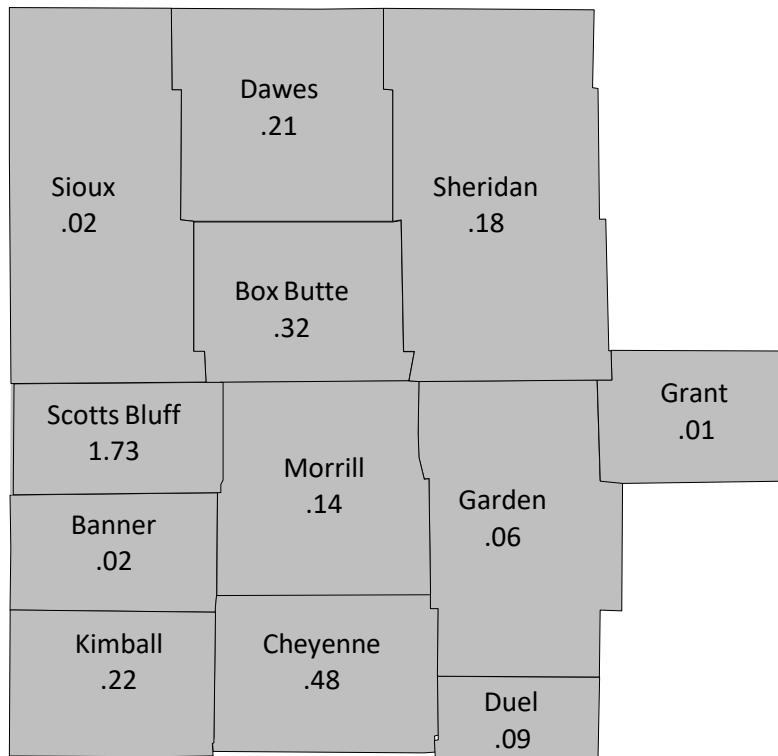 Dawes
.21
Sioux
.02
Sheridan
.18
Box Butte
.32
Grant
.01
Scotts Bluff
1.73
Morrill
.14
Garden
.06
Banner
.02
Kimball
.22
Cheyenne
.48
Duel
.09